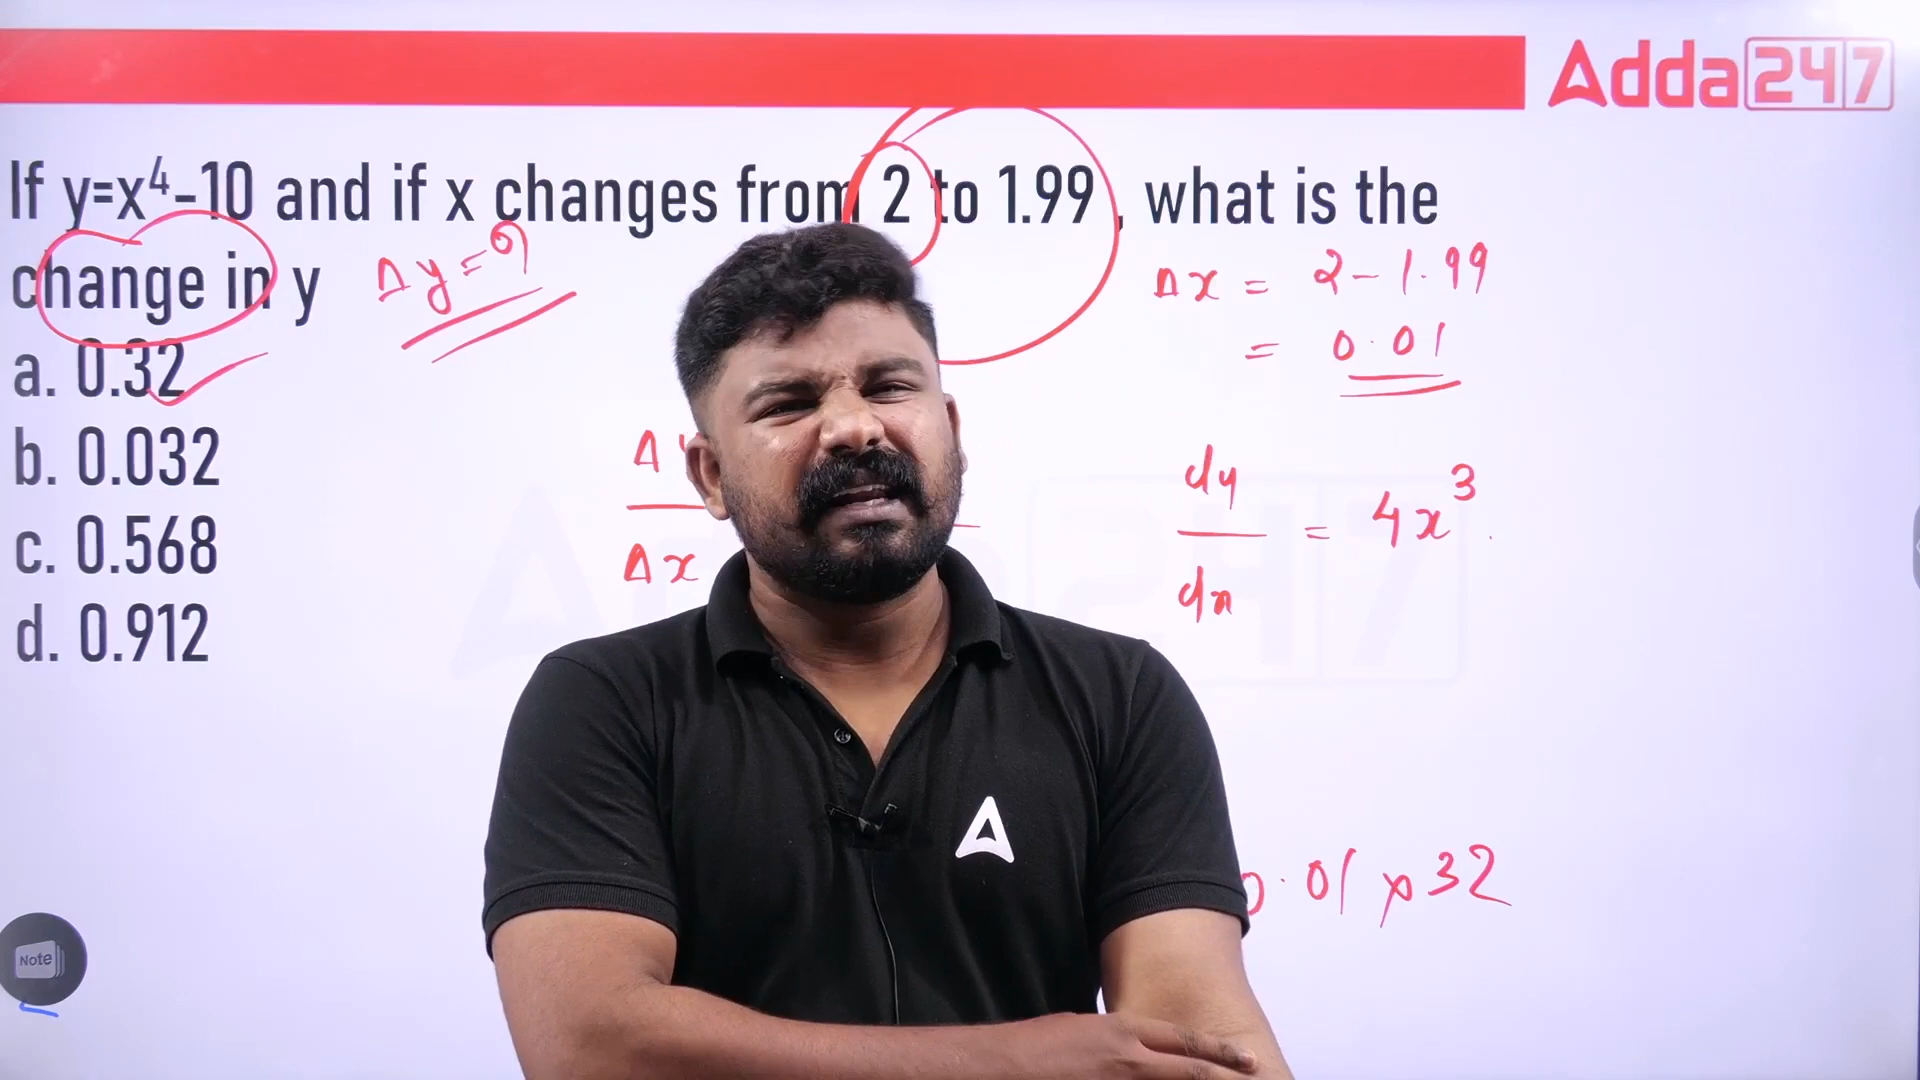 Adda247
If y=x⁴-10 and if x changes from 2 to 1.99, what is the
change in y
Δy =
Δx = 2 - 1.99
= 0.01
a. 0.32
b. 0.032
c. 0.568
d. 0.912
Δy
Δx
dy
dx
= 4x³
0.01 × 32
Note